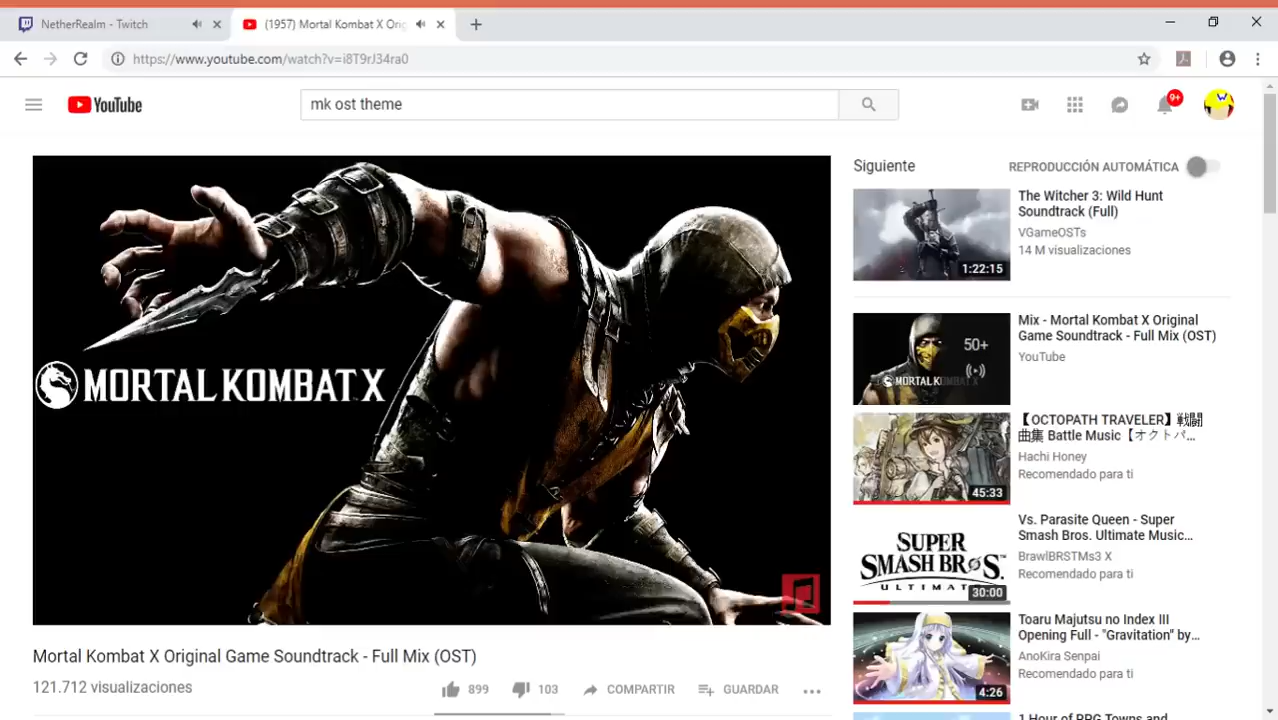 NetherRealm - Twitch
(1957) Mortal Kombat X Orig
https://www.youtube.com/watch?v=i8T9rJ34ra0
YouTube
mk ost theme
9+
MORTAL KOMBAT X
Mortal Kombat X Original Game Soundtrack - Full Mix (OST)
121.712 visualizaciones
899
103
COMPARTIR
GUARDAR
Siguiente
REPRODUCCIÓN AUTOMÁTICA
The Witcher 3: Wild Hunt
Soundtrack (Full)
VGameOSTs
14 M visualizaciones
1:22:15
Mix - Mortal Kombat X Original
Game Soundtrack - Full Mix (OST)
YouTube
50+
MORTAL KOMBAT X
【OCTOPATH TRAVELER】戦闘
曲集 Battle Music【オクトパ...
Hachi Honey
Recomendado para ti
45:33
Vs. Parasite Queen - Super
Smash Bros. Ultimate Music...
BrawlBRSTMs3 X
Recomendado para ti
SUPER
SMASH BROS.
ULTIMATE
30:00
Toaru Majutsu no Index III
Opening Full - "Gravitation" by...
AnoKira Senpai
Recomendado para ti
4:26
1 Hour of RPG Towns and